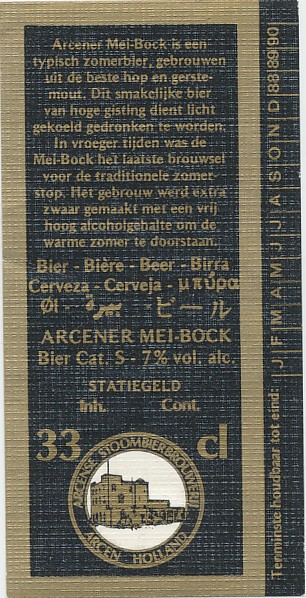 Arcener Mei-Bock is een
typisch zomerbier, gebrouwen
uit de beste hop en gerste-
mout. Dit smakelijke bier
van hoge gisting dient licht
gekoeld gedronken te worden.
In vroeger tijden was de
Mei-Bock het laatste brouwsel
voor de traditionele zomer-
stop. Het gebrouw werd extra
zwaar gemaakt met een vrij
hoog alcoholgehalte om de
warme zomer te doorstaan.
Bier - Bière - Beer - Birra
Cerveza - Cerveja - μπύρα
Øl - بيرة - ビール
ARCENER MEI-BOCK
Bier Cat. S - 7% vol. alc.
STATIEGELD
Inh. Cont.
33 cl
ARCENSE STOOMBIERBROUWERIJ
ARCEN - HOLLAND
Tenminste houdbaar tot eind: J F M A M J J A S O N D 88 89 90